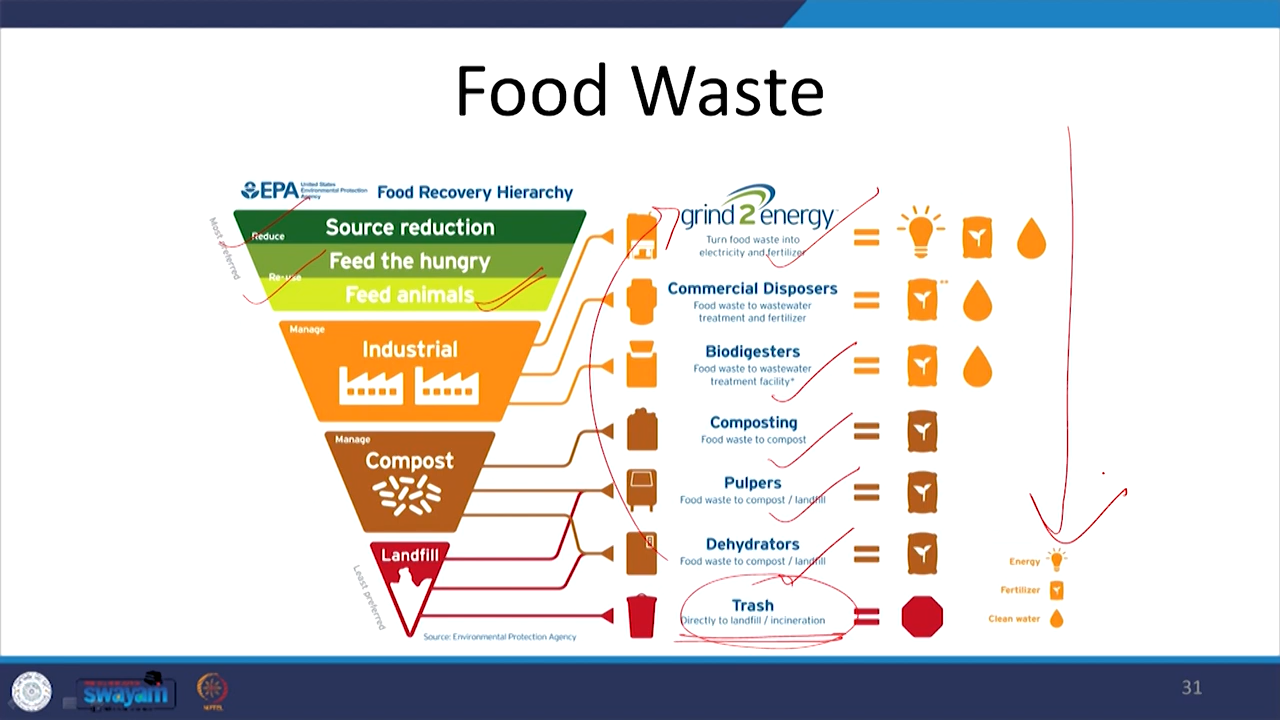 Food Waste
EPA
United States
Environmental Protection
Agency
Food Recovery Hierarchy
Most preferred
Reduce
Source reduction
Feed the hungry
Re-use
Feed animals
Manage
Industrial
Manage
Compost
Landfill
Least preferred
Source: Environmental Protection Agency
grind2energy
Turn food waste into
electricity and fertilizer
Commercial Disposers
Food waste to wastewater
treatment and fertilizer
Biodigesters
Food waste to wastewater
treatment facility*
Composting
Food waste to compost
Pulpers
Food waste to compost / landfill
Dehydrators
Food waste to compost / landfill
Trash
Directly to landfill / incineration
**
Energy
Fertilizer
Clean water
swayam
31